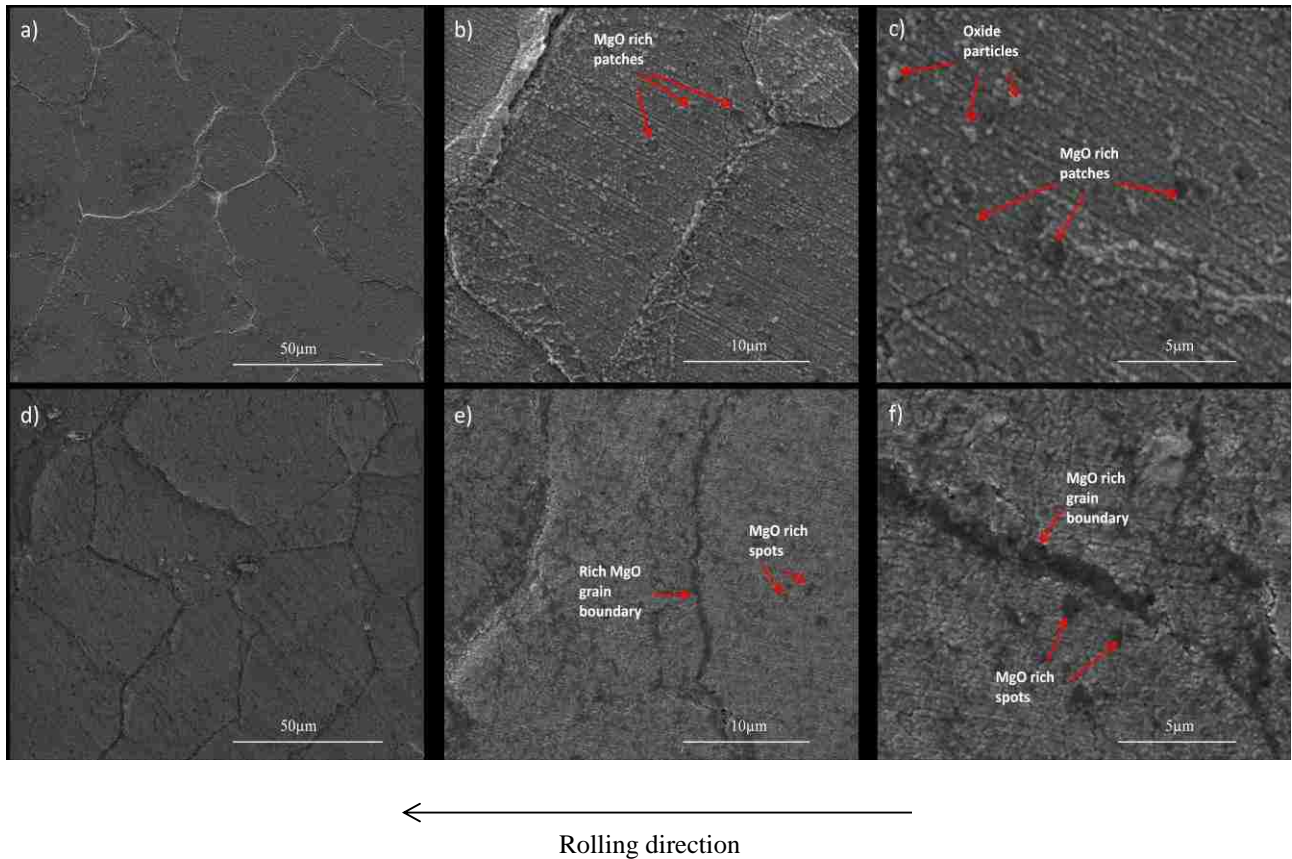 a)
b)
MgO rich
patches
c)
Oxide
particles
MgO rich
patches
50µm
10µm
5µm
d)
e)
Rich MgO
grain
boundary
MgO rich
spots
f)
MgO rich
grain
boundary
MgO rich
spots
50µm
10µm
5µm
Rolling direction